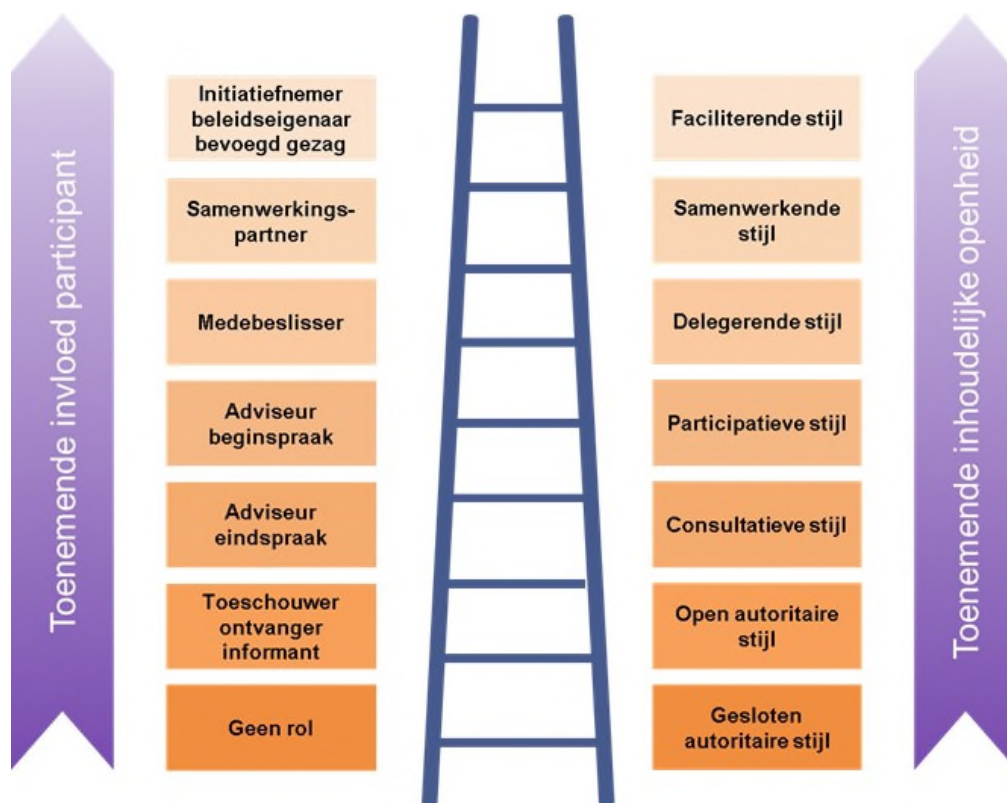 Toenemende invloed participant
Initiatiefnemer
beleidseigenaar
bevoegd gezag
Samenwerkings-
partner
Medebeslisser
Adviseur
beginspraak
Adviseur
eindspraak
Toeschouwer
ontvanger
informant
Geen rol
Faciliterende stijl
Samenwerkende
stijl
Delegerende stijl
Participatieve stijl
Consultatieve stijl
Open autoritaire
stijl
Gesloten
autoritaire stijl
Toenemende inhoudelijke openheid